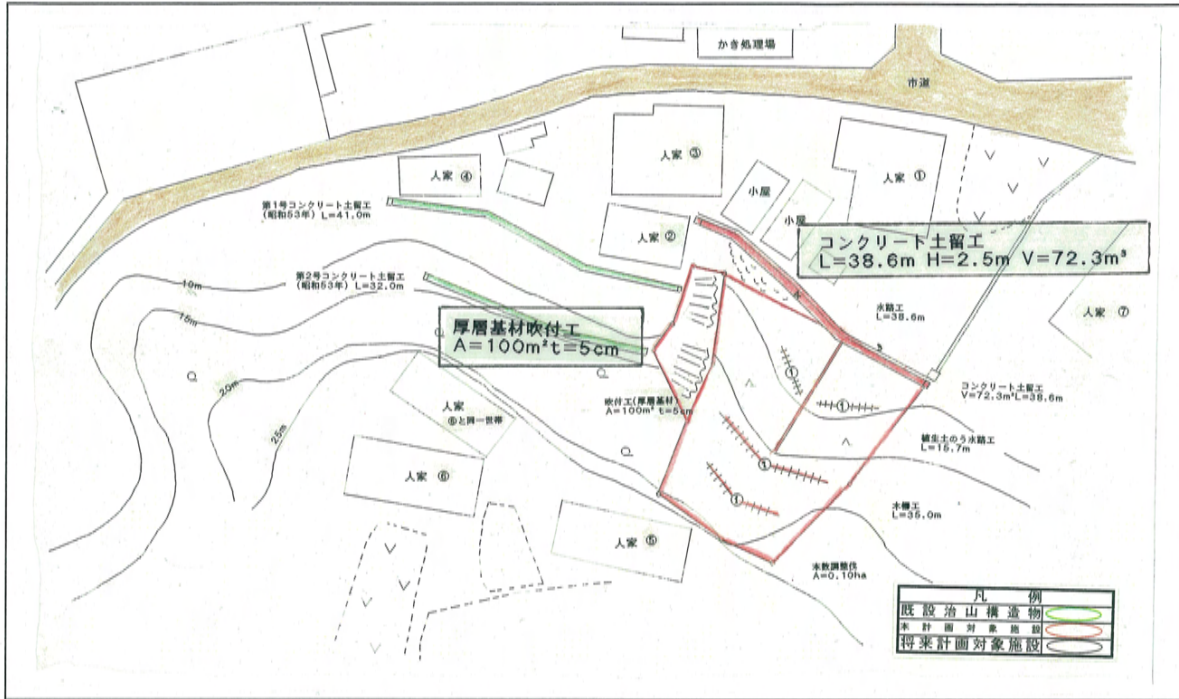 かき処理場
市道
人家 ③
人家 ①
人家 ④
小屋
小屋
第1号コンクリート土留工
(昭和53年) L=41.0m
人家 ②
コンクリート土留工
L=38.6m H=2.5m V=72.3m³
第2号コンクリート土留工
(昭和53年) L=32.0m
10m
15m
水路工
L=38.6m
人家 ⑦
厚層基材吹付工
A=100m²t=5cm
20m
25m
人家
⑥と同一世帯
吹付工(厚層基材)
A=100m² t=5cm
①
①
コンクリート土留工
V=72.3m³L=38.6m
植生土のう水路工
L=15.7m
人家 ⑥
①
①
木柵工
L=35.0m
人家 ⑤
本数調整伐
A=0.10ha
凡例
既設治山構造物
本計画対象施設
将来計画対象施設